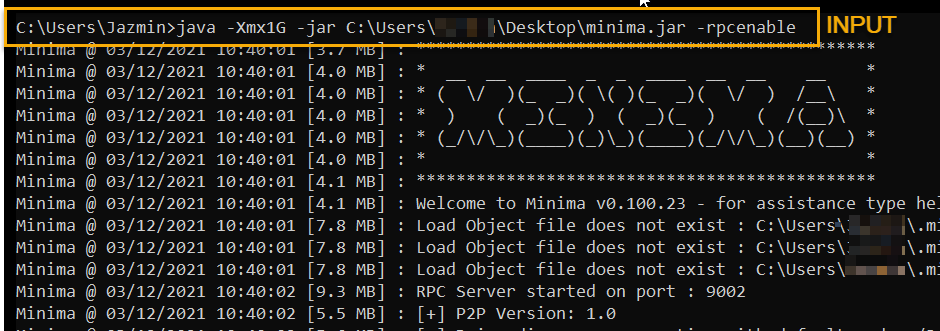 C:\Users\Jazmin>java -Xmx1G -jar C:\Users\ \Desktop\minima.jar -rpcenable INPUT
Minima @ 03/12/2021 10:40:01 [3.7 MB] : **********************************************
Minima @ 03/12/2021 10:40:01 [4.0 MB] : *  __  __  ____  _  _  ____  __  __    __    *
Minima @ 03/12/2021 10:40:01 [4.0 MB] : * (  \/  )(_  _)( \( )(_  _)(  \/  )  /__\   *
Minima @ 03/12/2021 10:40:01 [4.0 MB] : *  )    (  _)(_  )  (  _)(_  )    (  /(__)\  *
Minima @ 03/12/2021 10:40:01 [4.0 MB] : * (_/\/\_)(____)(_)\_)(____)(_/\/\_)(__)(__) *
Minima @ 03/12/2021 10:40:01 [4.0 MB] : *                                            *
Minima @ 03/12/2021 10:40:01 [4.1 MB] : **********************************************
Minima @ 03/12/2021 10:40:01 [4.1 MB] : Welcome to Minima v0.100.23 - for assistance type hel
Minima @ 03/12/2021 10:40:01 [7.8 MB] : Load Object file does not exist : C:\Users\ \.mi
Minima @ 03/12/2021 10:40:01 [7.8 MB] : Load Object file does not exist : C:\Users\ \.mi
Minima @ 03/12/2021 10:40:01 [7.8 MB] : Load Object file does not exist : C:\Users\ \.mi
Minima @ 03/12/2021 10:40:02 [9.3 MB] : RPC Server started on port : 9002
Minima @ 03/12/2021 10:40:02 [5.5 MB] : [+] P2P Version: 1.0